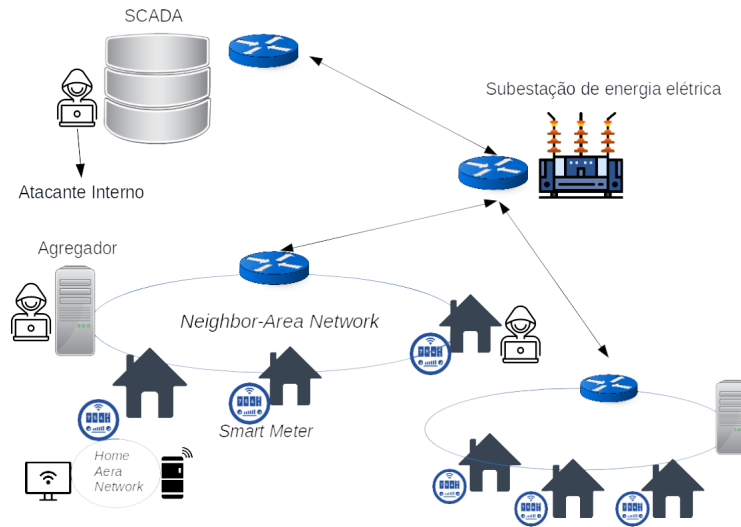 SCADA
Subestação de energia elétrica
Atacante Interno
Agregador
Neighbor-Area Network
Smart Meter
Home
Aera
Network